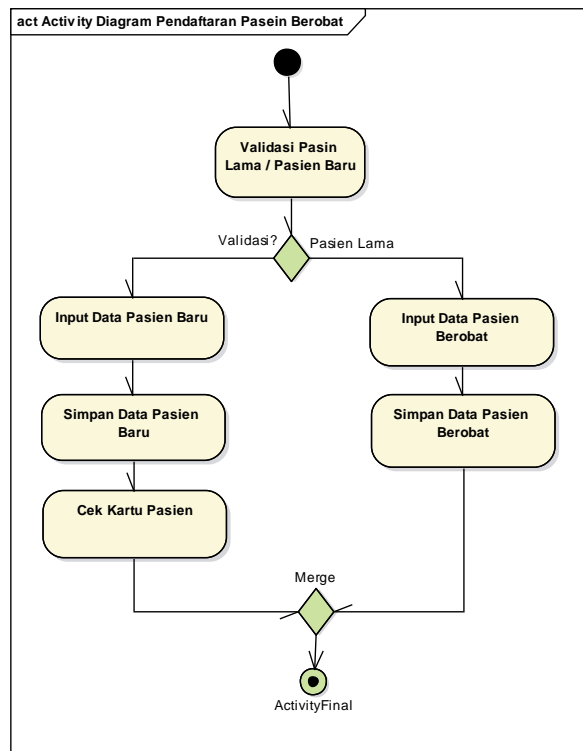 act Activity Diagram Pendaftaran Pasein Berobat
Validasi Pasin
Lama / Pasien Baru
Validasi?
Pasien Lama
Input Data Pasien Baru
Input Data Pasien
Berobat
Simpan Data Pasien
Baru
Simpan Data Pasien
Berobat
Cek Kartu Pasien
Merge
ActivityFinal